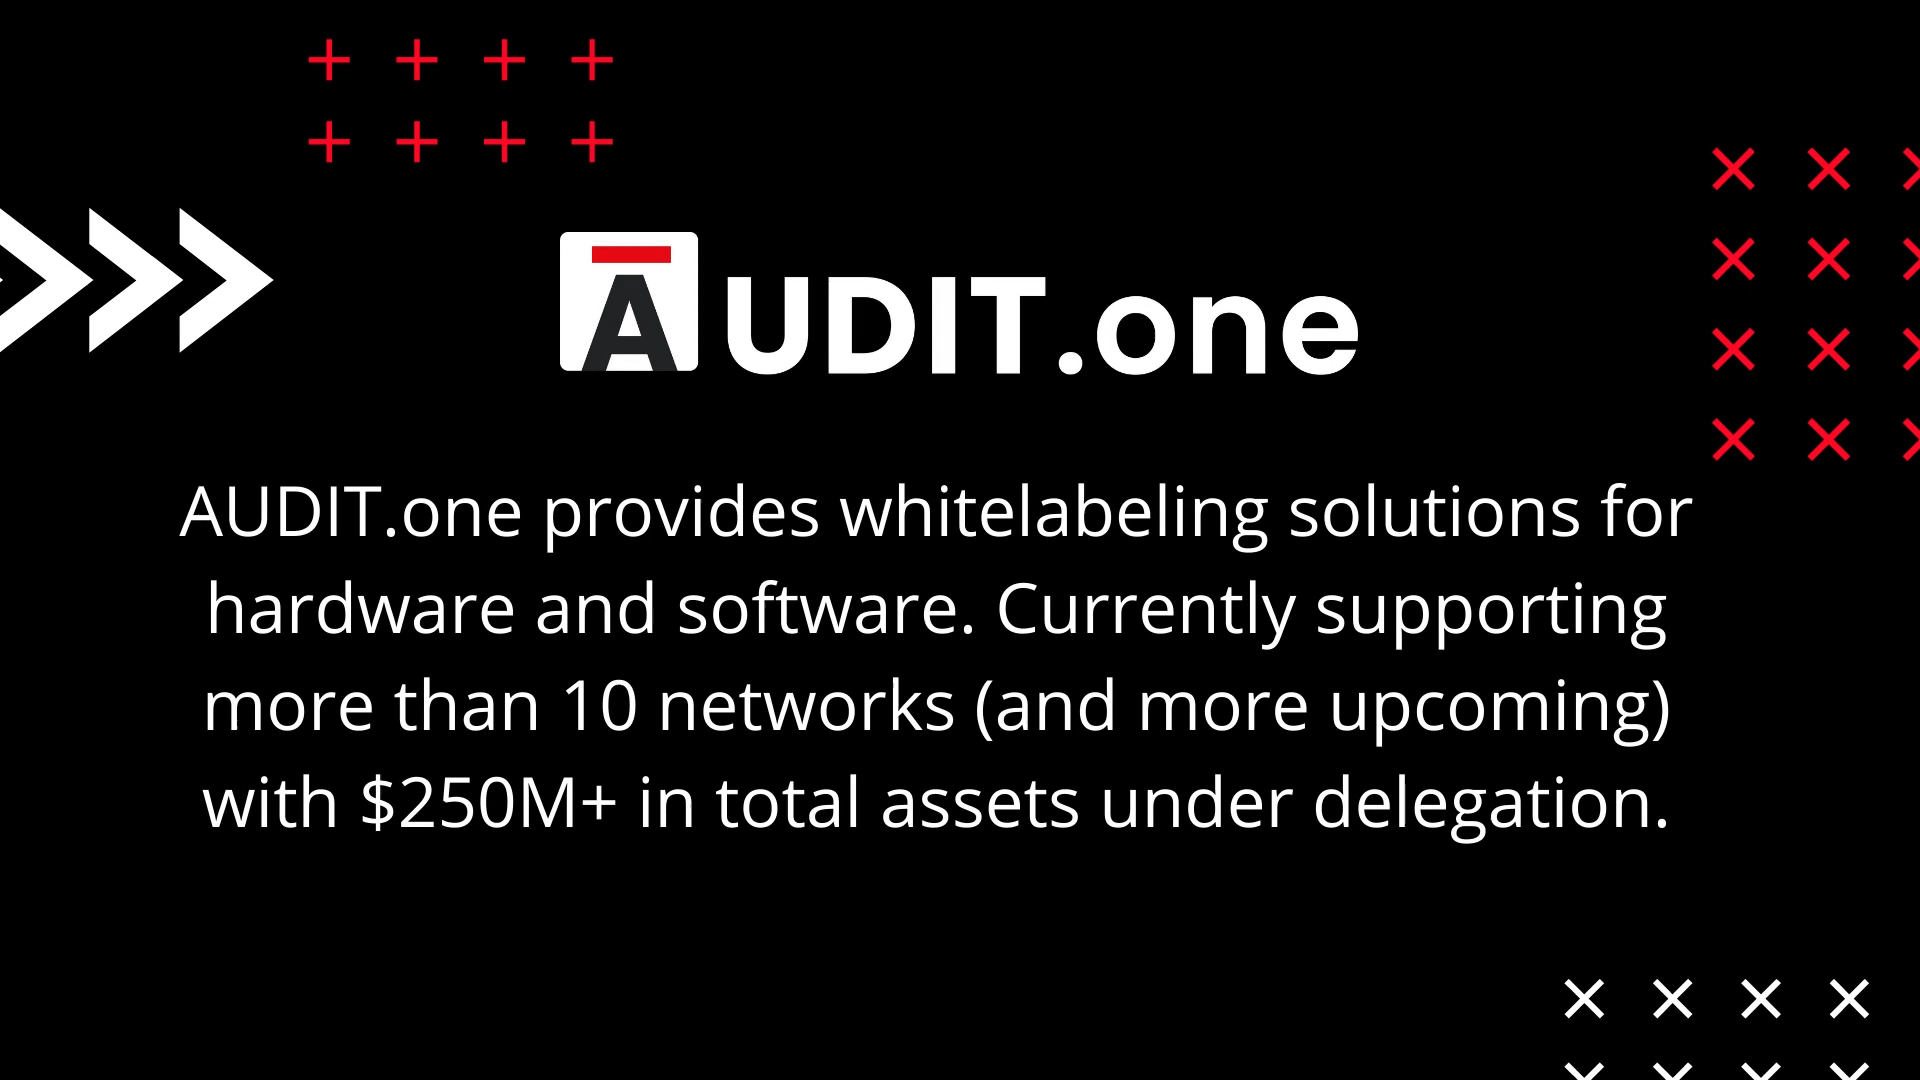 AUDIT.one
AUDIT.one provides whitelabeling solutions for
hardware and software. Currently supporting
more than 10 networks (and more upcoming)
with $250M+ in total assets under delegation.